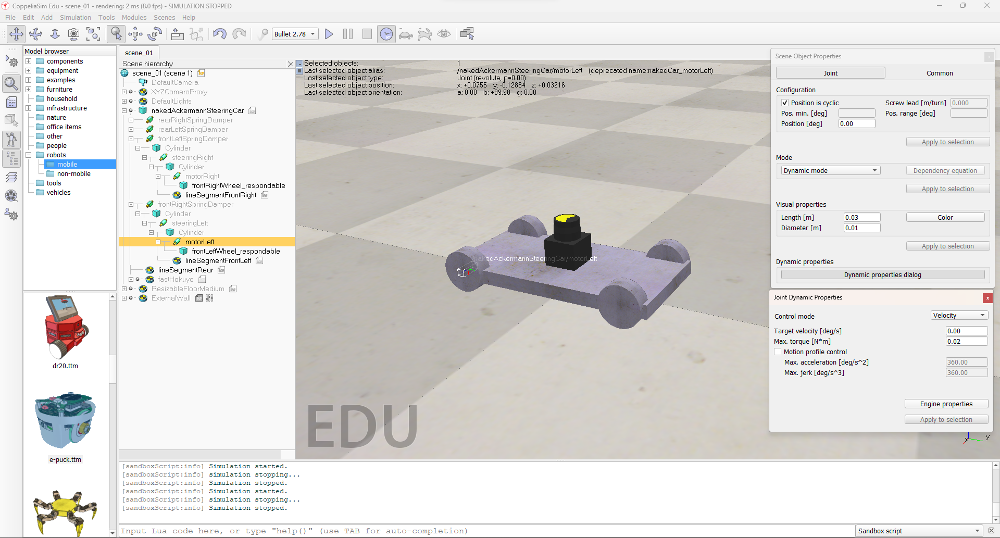 CoppeliaSim Edu - scene_01 - rendering: 2 ms (8.0 fps) - SIMULATION STOPPED
File Edit Add Simulation Tools Modules Scenes Help
Bullet 2.78
Model browser
components
equipment
examples
furniture
household
infrastructure
nature
office items
other
people
robots
mobile
non-mobile
tools
vehicles
dr20.ttm
e-puck.ttm
scene_01
Scene hierarchy
scene_01 (scene 1)
DefaultCamera
XYZCameraProxy
DefaultLights
nakedAckermannSteeringCar
rearRightSpringDamper
rearLeftSpringDamper
frontLeftSpringDamper
Cylinder
steeringRight
Cylinder
motorRight
frontRightWheel_respondable
lineSegmentFrontRight
frontRightSpringDamper
Cylinder
steeringLeft
Cylinder
motorLeft
frontLeftWheel_respondable
lineSegmentFrontLeft
lineSegmentRear
fastHokuyo
ResizableFloorMedium
ExternalWall
Selected objects: 1
Last selected object alias: /nakedAckermannSteeringCar/motorLeft (deprecated name:nakedCar_motorLeft)
Last selected object type: Joint (revolute, p=0.00)
Last selected object position: x: +0.0755 y: -0.12884 z: +0.03216
Last selected object orientation: a: 0.00 b: +89.98 g: 0.00
/nakedAckermannSteeringCar/motorLeft
EDU
x y
Scene Object Properties
x
Joint Common
Configuration
Position is cyclic Screw lead [m/turn] 0.000
Pos. min. [deg] Pos. range [deg]
Position [deg] 0.00
Apply to selection
Mode
Dynamic mode Dependency equation
Apply to selection
Visual properties
Length [m] 0.03 Color
Diameter [m] 0.01
Apply to selection
Dynamic properties
Dynamic properties dialog
Joint Dynamic Properties
x
Control mode Velocity
Target velocity [deg/s] 0.00
Max. torque [N*m] 0.02
Motion profile control
Max. acceleration [deg/s^2] 360.00
Max. jerk [deg/s^3] 360.00
Engine properties
Apply to selection
[sandboxScript:info] Simulation started.
[sandboxScript:info] simulation stopping...
[sandboxScript:info] Simulation stopped.
[sandboxScript:info] Simulation started.
[sandboxScript:info] simulation stopping...
[sandboxScript:info] Simulation stopped.
Input Lua code here, or type "help()" (use TAB for auto-completion)
Sandbox script